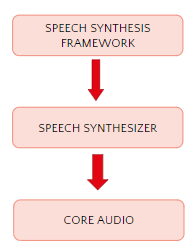 SPEECH SYNTHESIS
FRAMEWORK
SPEECH SYNTHESIZER
CORE AUDIO